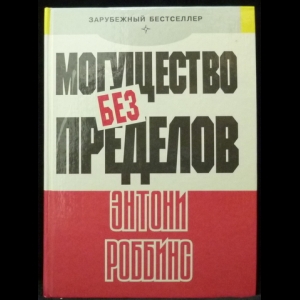 ЗАРУБЕЖНЫЙ БЕСТСЕЛЛЕР
МОГУЩЕСТВО
БЕЗ
ПРЕДЕЛОВ
ЭНТОНИ
РОББИНС